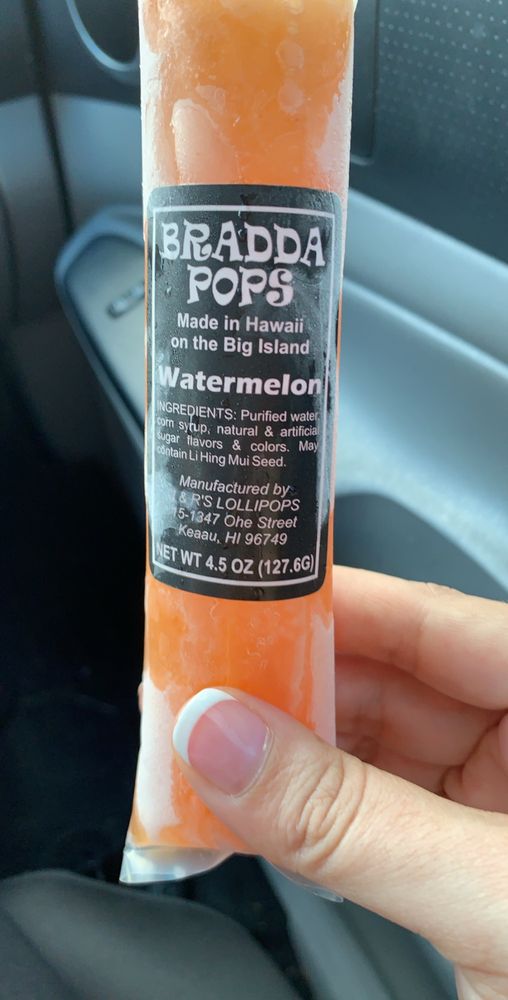 BRADDA
POPS
Made in Hawaii
on the Big Island
Watermelon
INGREDIENTS: Purified water,
corn syrup, natural & artificial
sugar flavors & colors. May
contain Li Hing Mui Seed.
Manufactured by
& R'S LOLLIPOPS
15-1347 Ohe Street
Keaau, HI 96749
NET WT 4.5 OZ (127.6G)